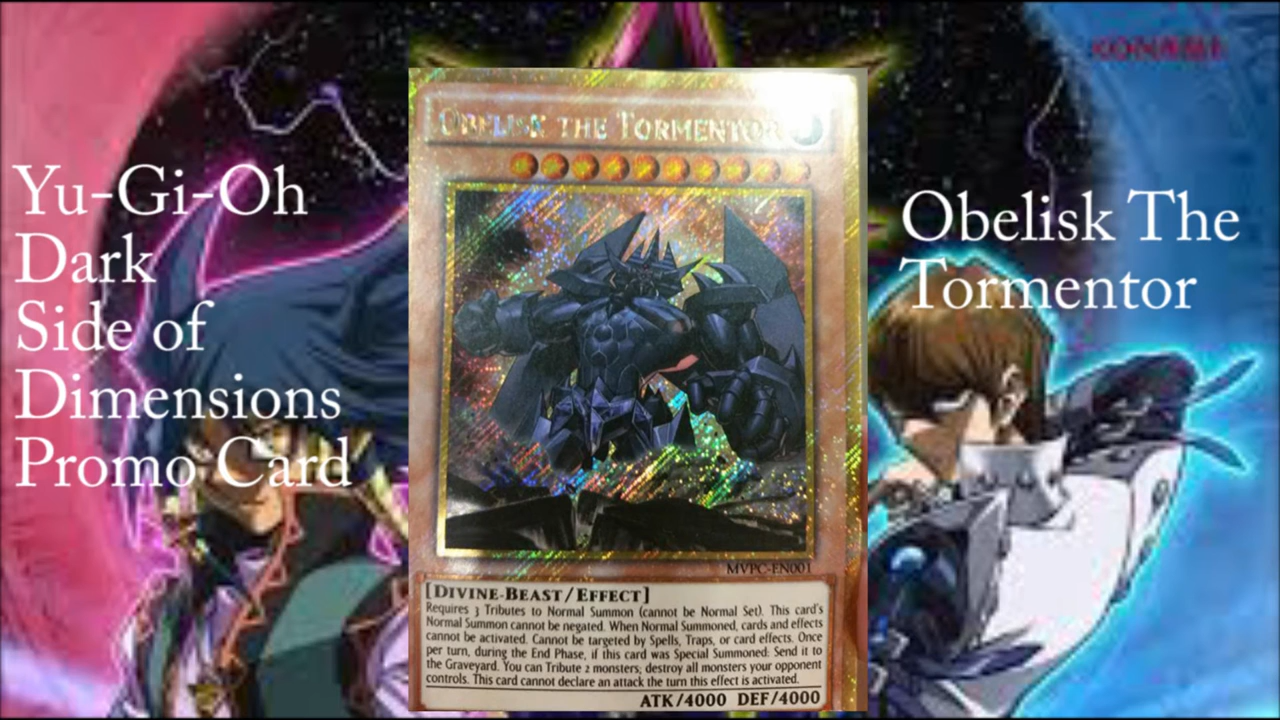 Yu-Gi-Oh
Dark
Side of
Dimensions
Promo Card
Obelisk The
Tormentor
KONAMI
OBELISK THE TORMENTOR
MVPC-EN001
[DIVINE-BEAST/EFFECT]
Requires 3 Tributes to Normal Summon (cannot be Normal Set). This card's
Normal Summon cannot be negated. When Normal Summoned, cards and effects
cannot be activated. Cannot be targeted by Spells, Traps, or card effects. Once
per turn, during the End Phase, if this card was Special Summoned: Send it to
the Graveyard. You can Tribute 2 monsters; destroy all monsters your opponent
controls. This card cannot declare an attack the turn this effect is activated.
ATK/4000 DEF/4000